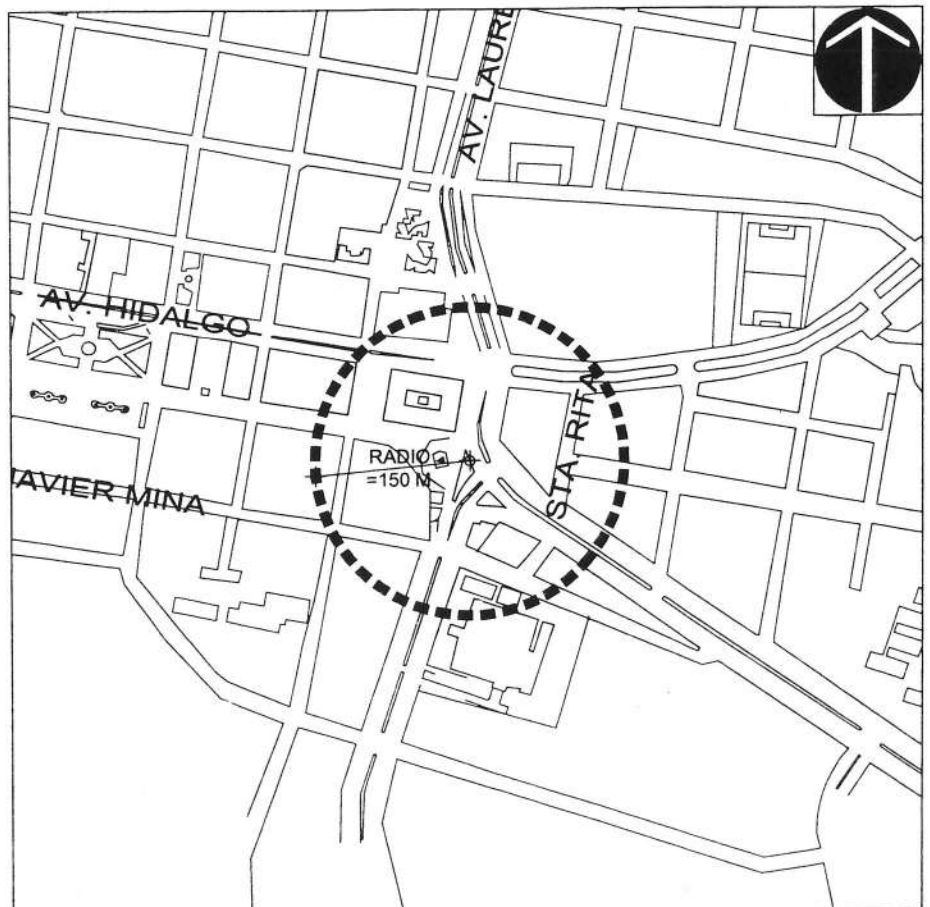 AV. LAURE
AV. HIDALGO
STA. RITA
RADIO
=150 M
JAVIER MINA